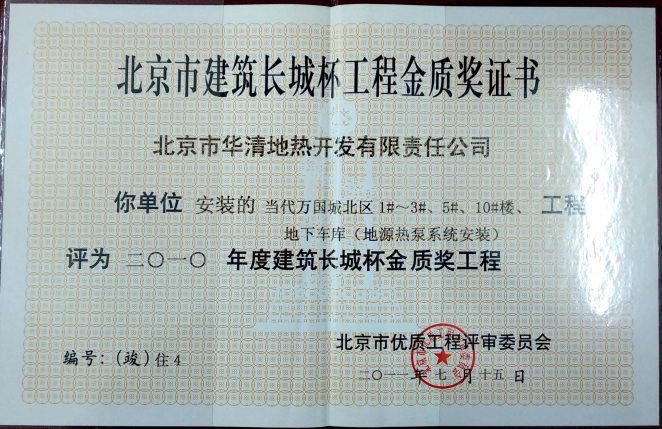 北京市建筑长城杯工程金质奖证书
北京市华清地热开发有限责任公司
你单位 安装的 当代万国城北区1#～3#、5#、10#楼、 工程
地下车库（地源热泵系统安装）
评为 二〇一〇 年度建筑长城杯金质奖工程
北京市优质工程评审委员会
编号：(竣)住4
二〇一一年七月十五日